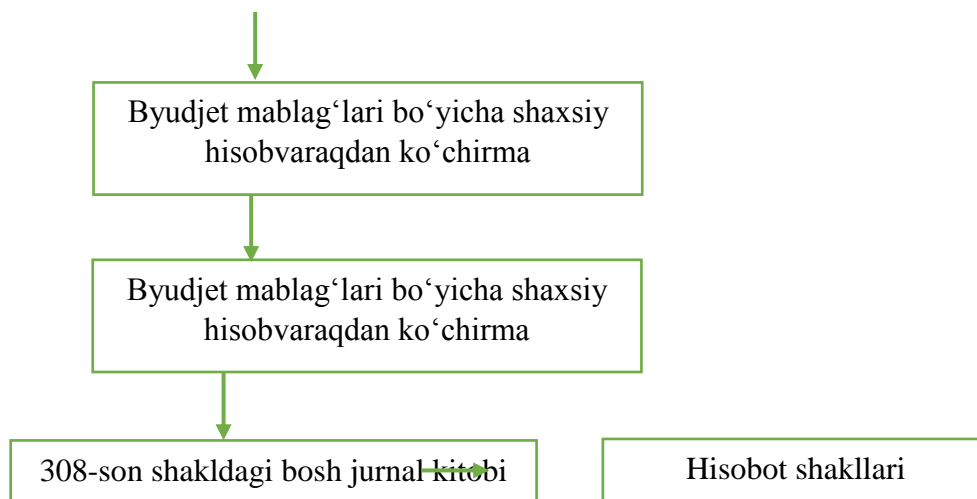 Byudjet mablag‘lari bo‘yicha shaxsiy
hisobvaraqdan ko‘chirma
Byudjet mablag‘lari bo‘yicha shaxsiy
hisobvaraqdan ko‘chirma
308-son shakldagi bosh jurnal kitobi
Hisobot shakllari